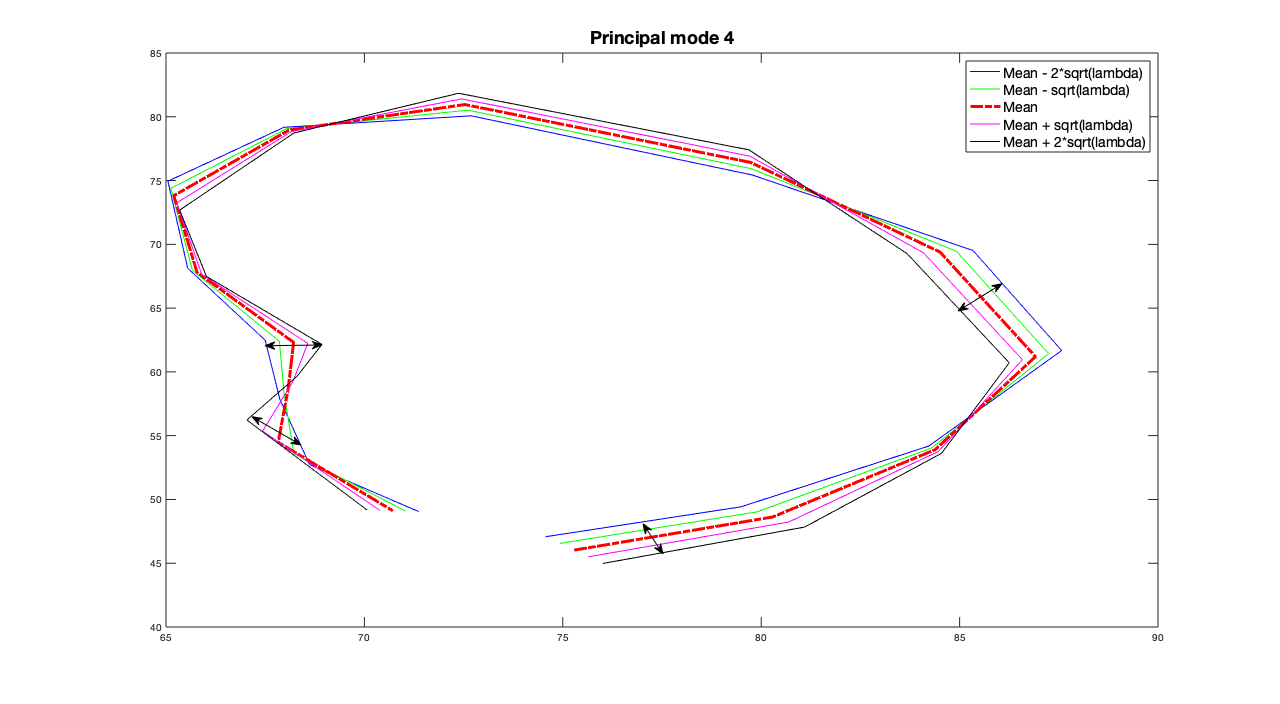 Principal mode 4
Mean - 2*sqrt(lambda)
Mean - sqrt(lambda)
Mean
Mean + sqrt(lambda)
Mean + 2*sqrt(lambda)
85
80
75
70
65
60
55
50
45
40
65 70 75 80 85 90